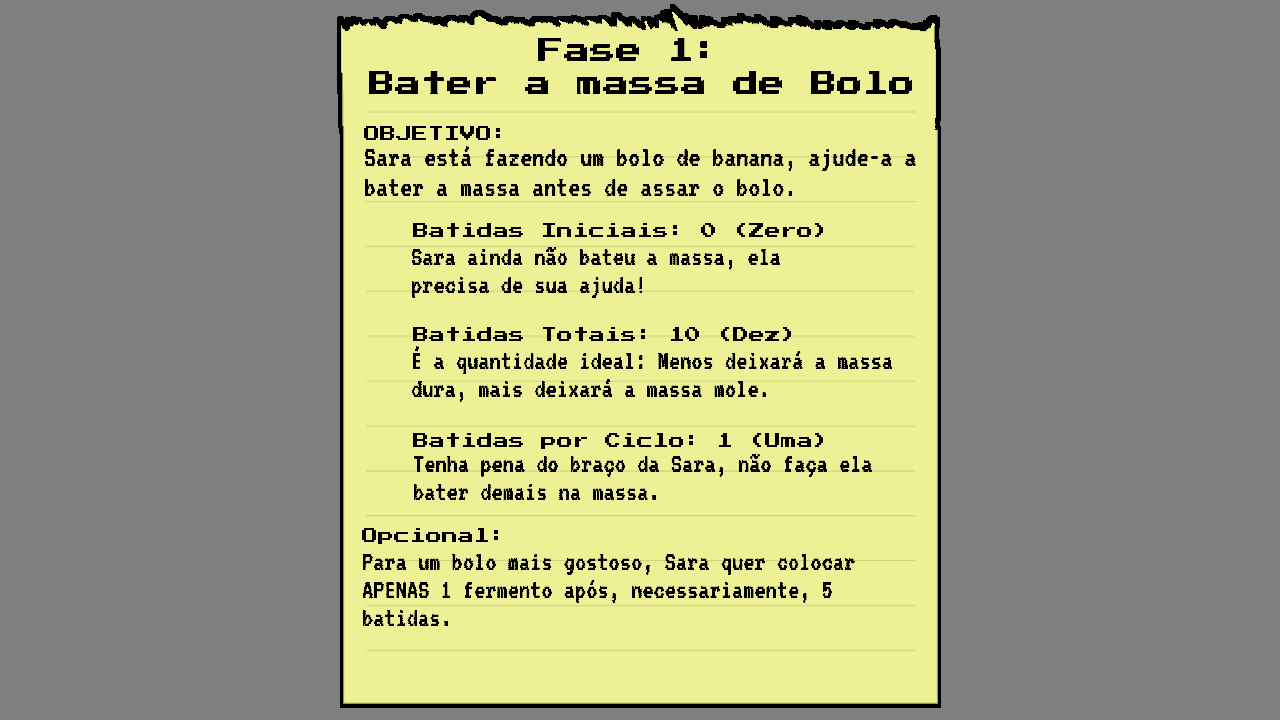 Fase 1:
Bater a massa de Bolo
OBJETIVO:
Sara está fazendo um bolo de banana, ajude-a a
bater a massa antes de assar o bolo.
Batidas Iniciais: 0 (Zero)
Sara ainda não bateu a massa, ela
precisa de sua ajuda!
Batidas Totais: 10 (Dez)
É a quantidade ideal: Menos deixará a massa
dura, mais deixará a massa mole.
Batidas por Ciclo: 1 (Uma)
Tenha pena do braço da Sara, não faça ela
bater demais na massa.
Opcional:
Para um bolo mais gostoso, Sara quer colocar
APENAS 1 fermento após, necessariamente, 5
batidas.